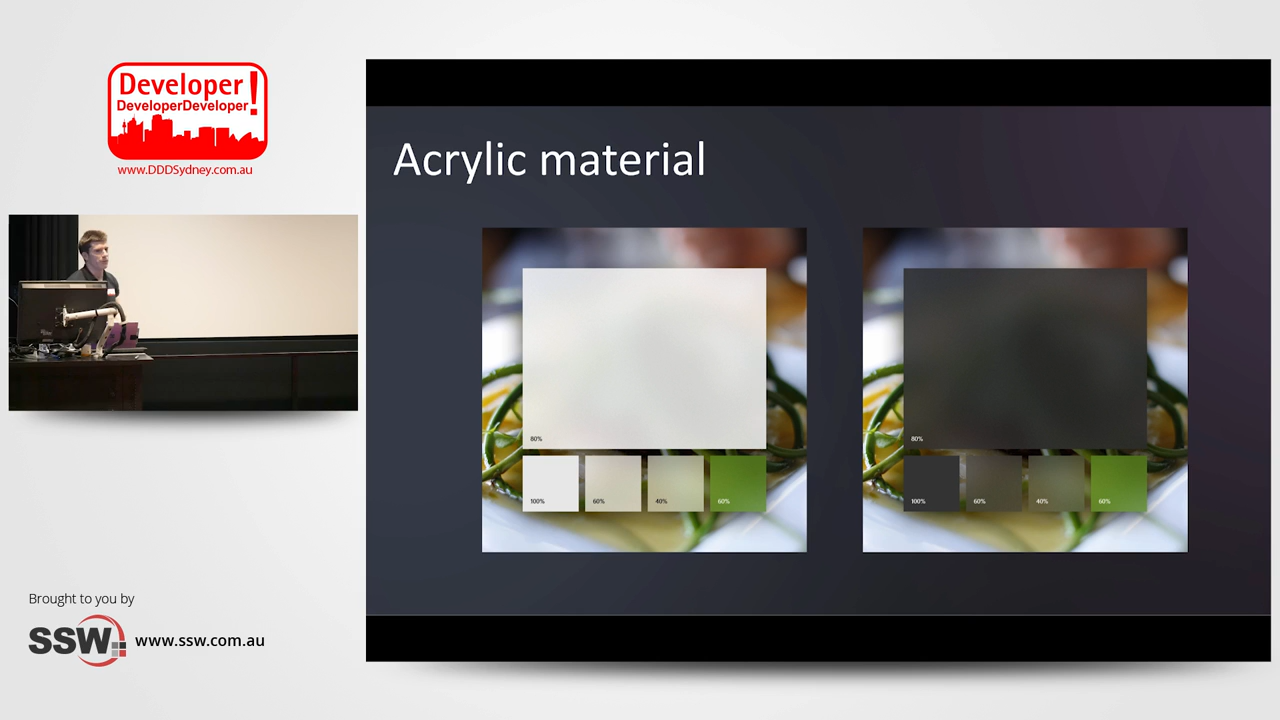 Developer!
DeveloperDeveloper
www.DDDSydney.com.au
Acrylic material
80%
100%
60%
40%
60%
80%
100%
60%
40%
60%
Brought to you by
SSW
www.ssw.com.au